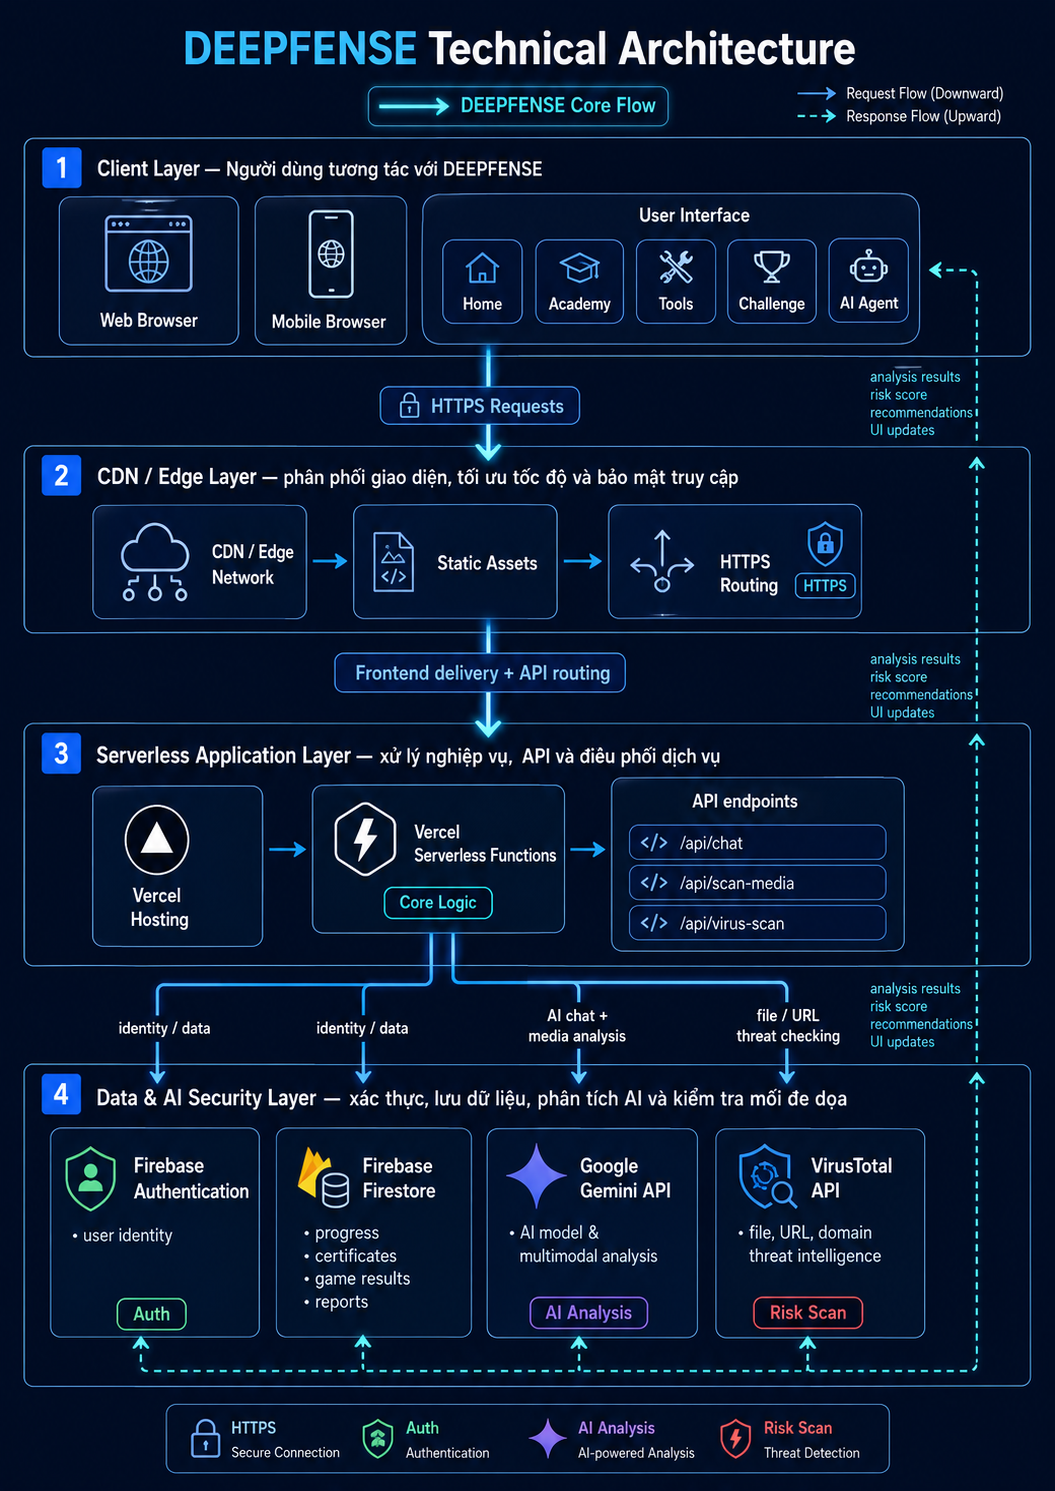 DEEPFENSE Technical Architecture
DEEPFENSE Core Flow
Request Flow (Downward)
Response Flow (Upward)
1 Client Layer — Người dùng tương tác với DEEPFENSE
Web Browser
Mobile Browser
User Interface
Home
Academy
Tools
Challenge
AI Agent
HTTPS Requests
analysis results
risk score
recommendations
UI updates
2 CDN / Edge Layer — phân phối giao diện, tối ưu tốc độ và bảo mật truy cập
CDN / Edge
Network
Static Assets
HTTPS
Routing
HTTPS
Frontend delivery + API routing
analysis results
risk score
recommendations
UI updates
3 Serverless Application Layer — xử lý nghiệp vụ, API và điều phối dịch vụ
Vercel
Hosting
Vercel
Serverless Functions
Core Logic
API endpoints
</> /api/chat
</> /api/scan-media
</> /api/virus-scan
identity / data
identity / data
AI chat +
media analysis
file / URL
threat checking
analysis results
risk score
recommendations
UI updates
4 Data & AI Security Layer — xác thực, lưu dữ liệu, phân tích AI và kiểm tra mối đe dọa
Firebase
Authentication
• user identity
Auth
Firebase
Firestore
• progress
• certificates
• game results
• reports
Google
Gemini API
• AI model &
multimodal analysis
AI Analysis
VirusTotal
API
• file, URL, domain
threat intelligence
Risk Scan
HTTPS
Secure Connection
Auth
Authentication
AI Analysis
AI-powered Analysis
Risk Scan
Threat Detection